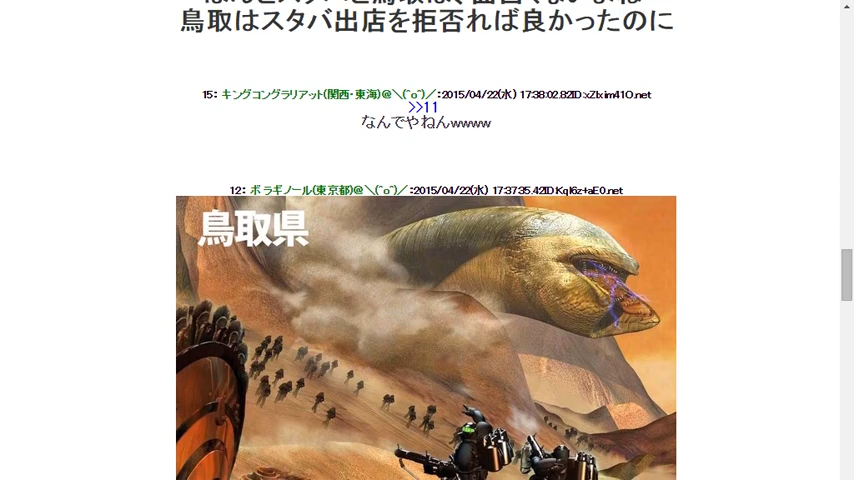 鳥取はスタバ出店を拒否れば良かったのに
15: キングコングラリアット(関西・東海)@＼(^o^)／:2015/04/22(水) 17:38:02.82ID:xZIxim41O.net
>>11
なんでやねんwwww
12: ボラギノール(東京都)@＼(^o^)／:2015/04/22(水) 17:37:35.42ID:KqI6z+aE0.net
鳥取県